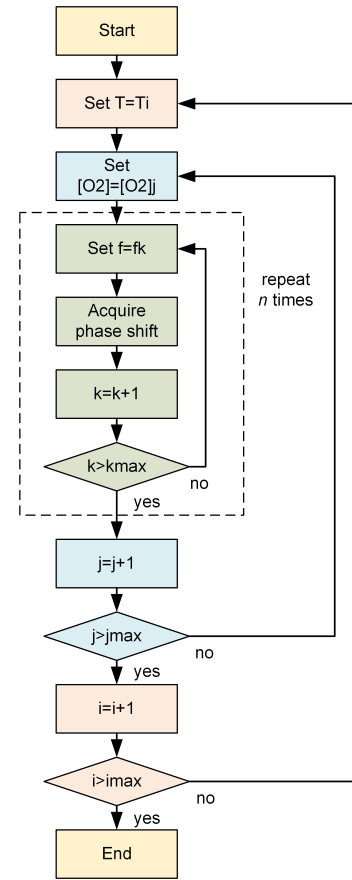 Start
Set T=Ti
Set
[O2]=[O2]j
Set f=fk
repeat
n times
Acquire
phase shift
k=k+1
k>kmax
no
yes
j=j+1
j>jmax
no
yes
i=i+1
i>imax
no
yes
End